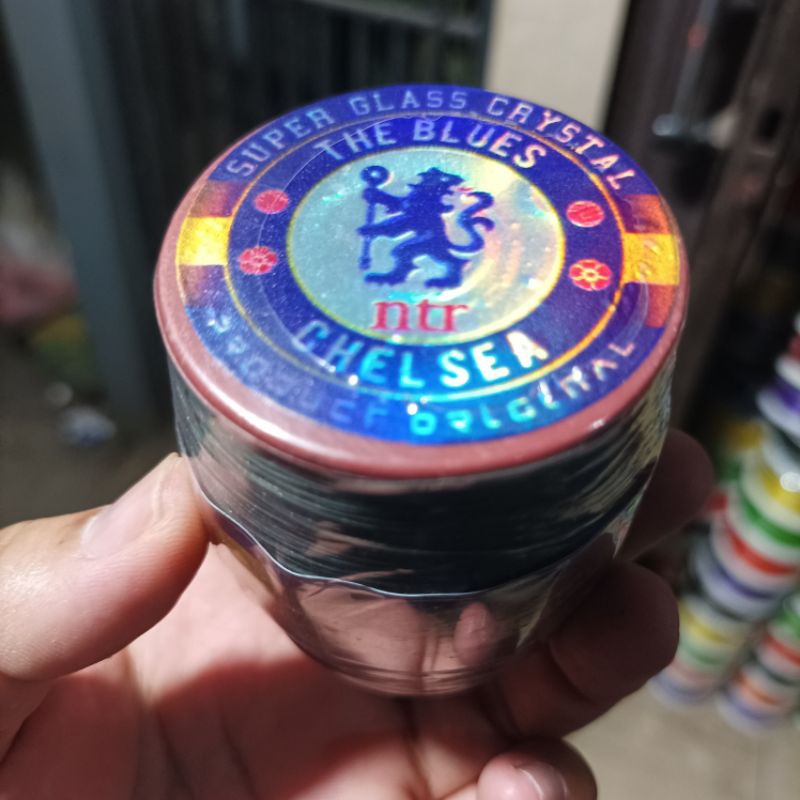 SUPER GLASS CRYSTAL
THE BLUES
ntr
CHELSEA
PRODUCT ORIGINAL